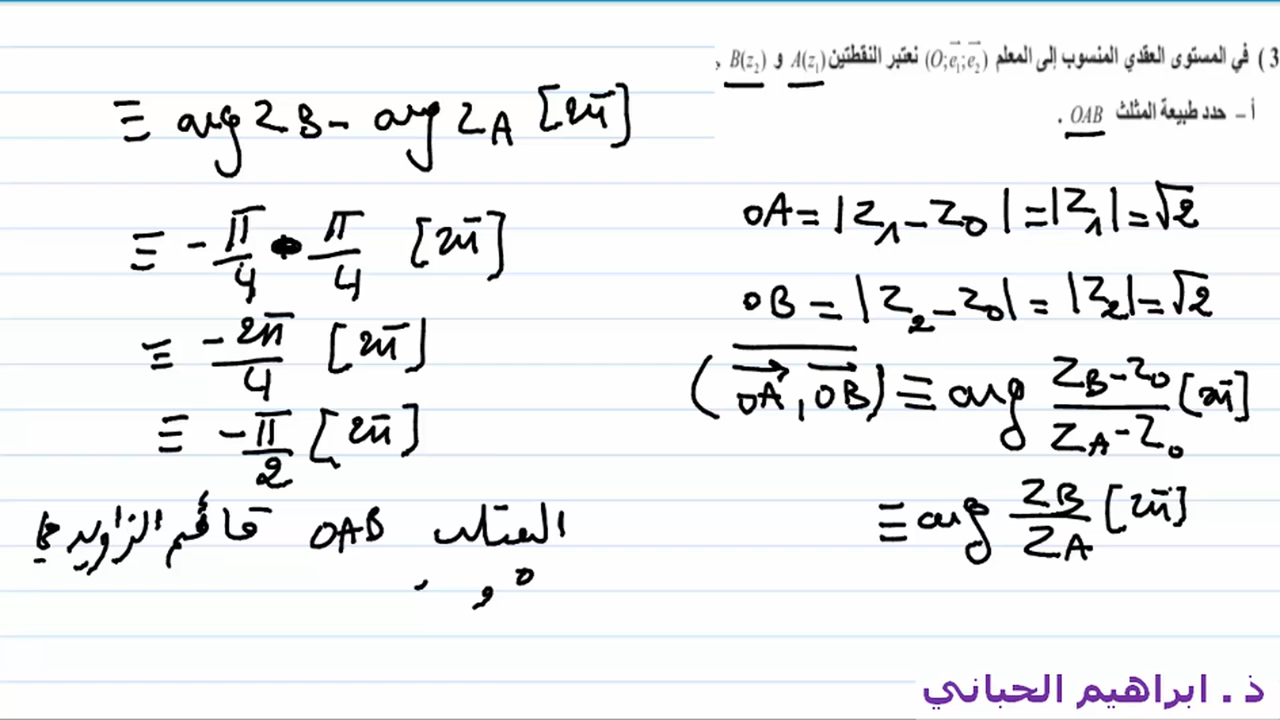 3 ) في المستوى العقدي المنسوب إلى المعلم (O;e₁;e₂) نعتبر النقطتين A(z₁) و B(z₂) ,
أ – حدد طبيعة المثلث OAB .
OA = |Z₁ - Z₀| = |Z₁| = √2
OB = |Z₂ - Z₀| = |Z₂| = √2
(OA, OB) ≡ arg (Z_B - Z₀)/(Z_A - Z₀) [2π]
≡ arg Z_B/Z_A [2π]
≡ arg Z_B - arg Z_A [2π]
≡ -π/4 - π/4 [2π]
≡ -2π/4 [2π]
≡ -π/2 [2π]
المثلث OAB قائم الزاوية في
O و
ذ . ابراهيم الحباني